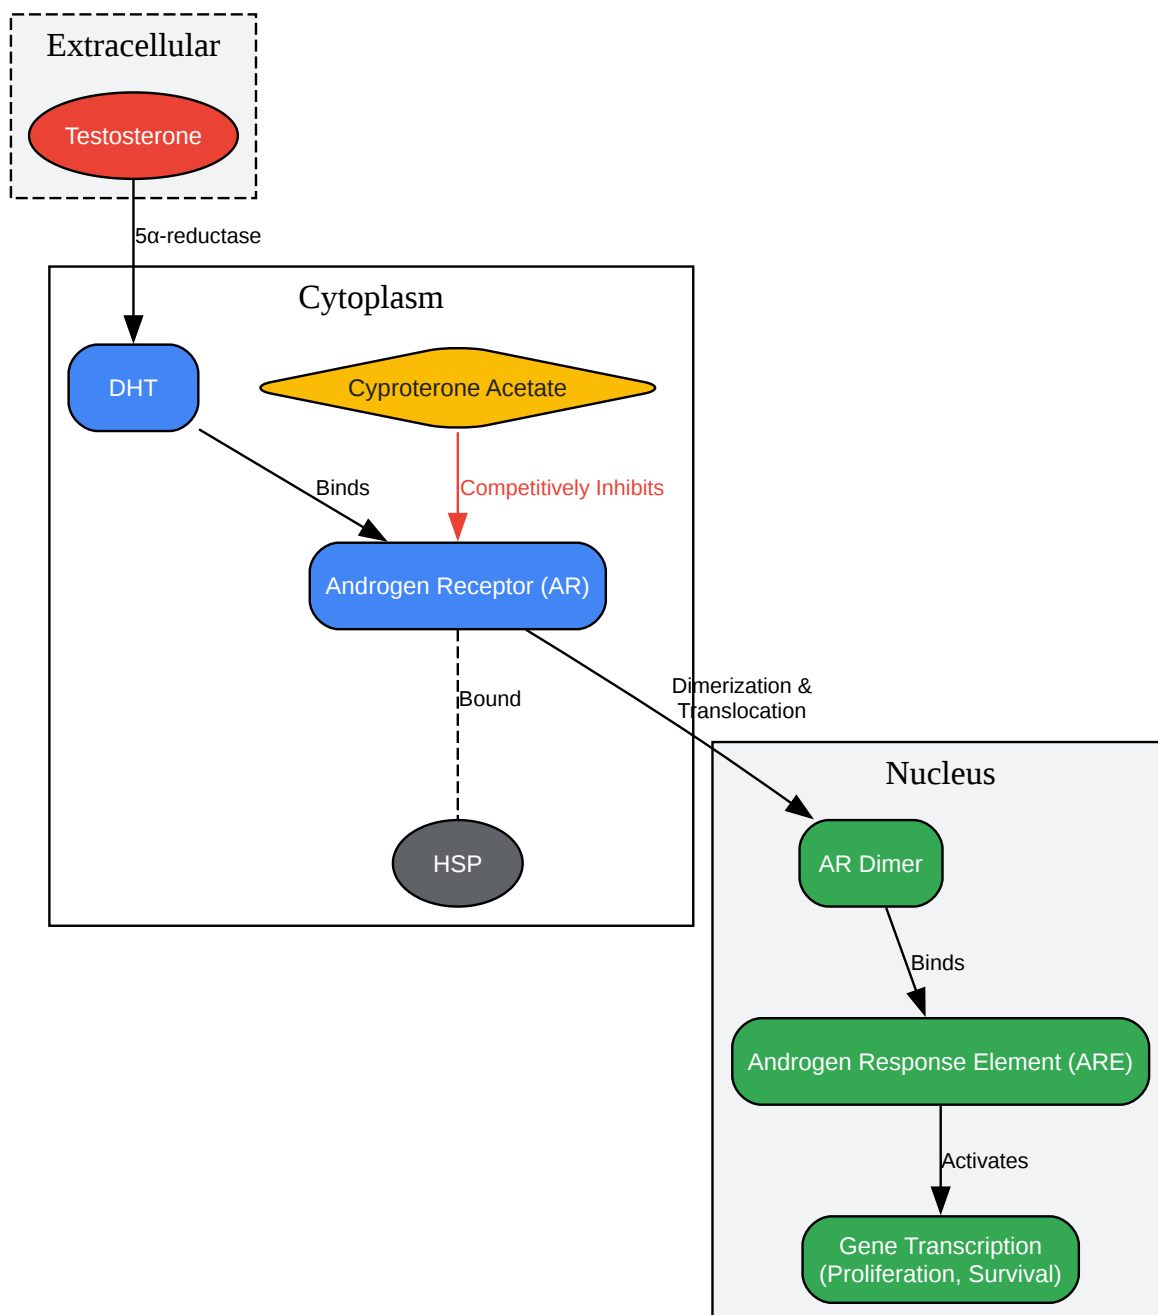 Extracellular
Testosterone
5α-reductase
Cytoplasm
DHT
Cyproterone Acetate
Binds
Competitively Inhibits
Androgen Receptor (AR)
Bound
Dimerization &
Translocation
HSP
Nucleus
AR Dimer
Binds
Androgen Response Element (ARE)
Activates
Gene Transcription
(Proliferation, Survival)